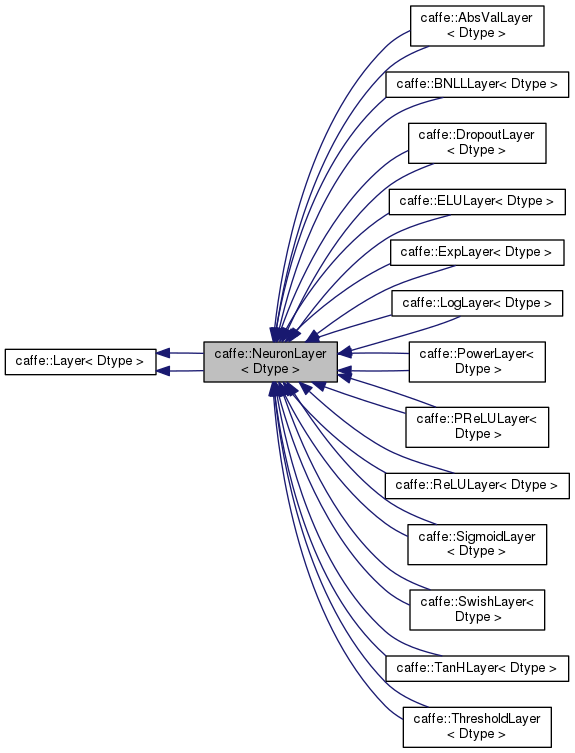 caffe::Layer< Dtype >
caffe::NeuronLayer
< Dtype >
caffe::AbsValLayer
< Dtype >
caffe::BNLLLayer< Dtype >
caffe::DropoutLayer
< Dtype >
caffe::ELULayer< Dtype >
caffe::ExpLayer< Dtype >
caffe::LogLayer< Dtype >
caffe::PowerLayer<
Dtype >
caffe::PReLULayer<
Dtype >
caffe::ReLULayer< Dtype >
caffe::SigmoidLayer
< Dtype >
caffe::SwishLayer<
Dtype >
caffe::TanHLayer< Dtype >
caffe::ThresholdLayer
< Dtype >